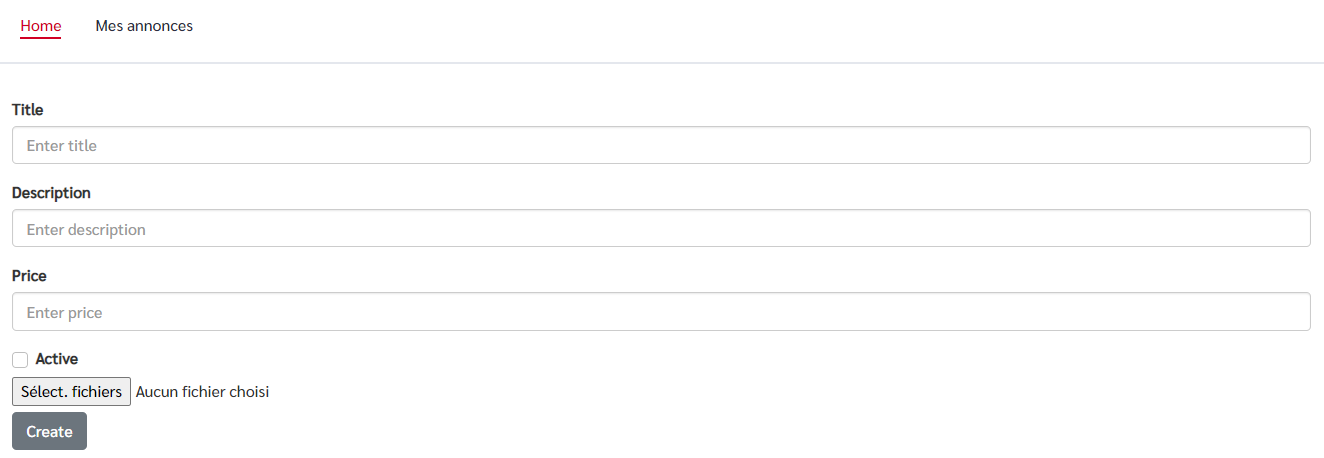 Home Mes annonces
Title
Enter title
Description
Enter description
Price
Enter price
Active
Sélect. fichiers Aucun fichier choisi
Create